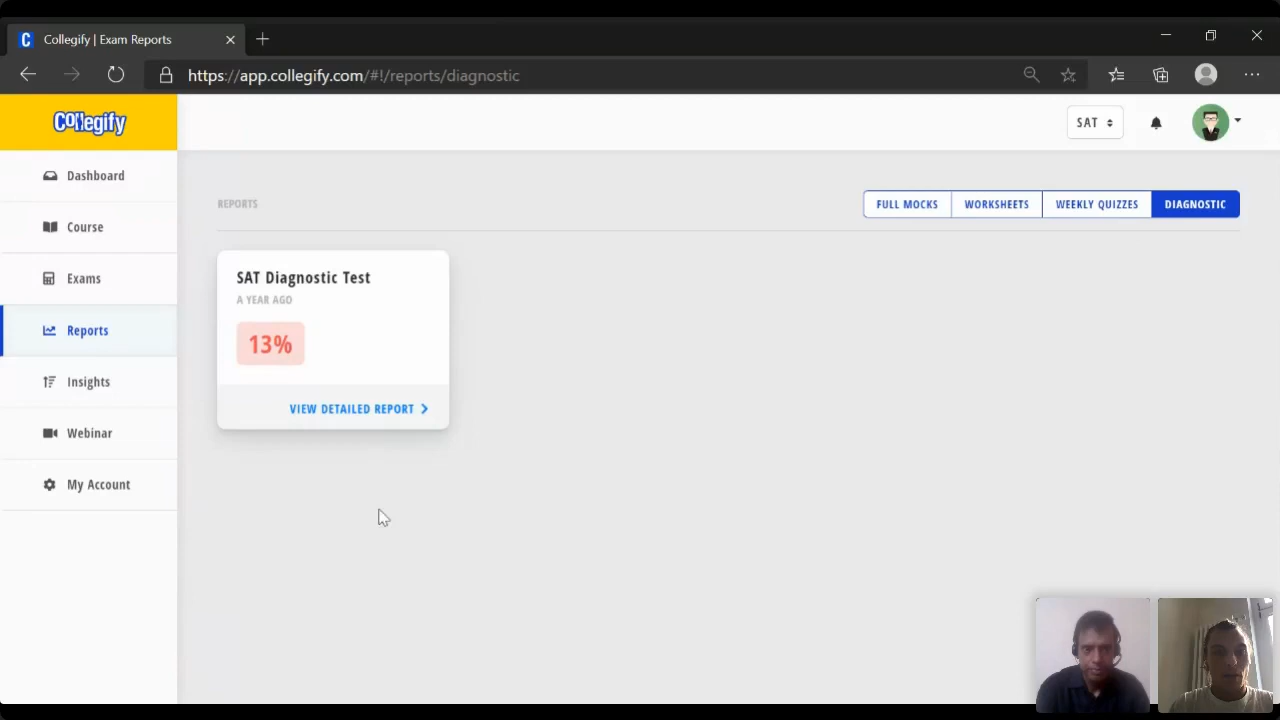 C Collegify | Exam Reports
https://app.collegify.com/#!/reports/diagnostic
Collegify
SAT
Dashboard
Course
Exams
Reports
Insights
Webinar
My Account
REPORTS
FULL MOCKS WORKSHEETS WEEKLY QUIZZES DIAGNOSTIC
SAT Diagnostic Test
A YEAR AGO
13%
VIEW DETAILED REPORT